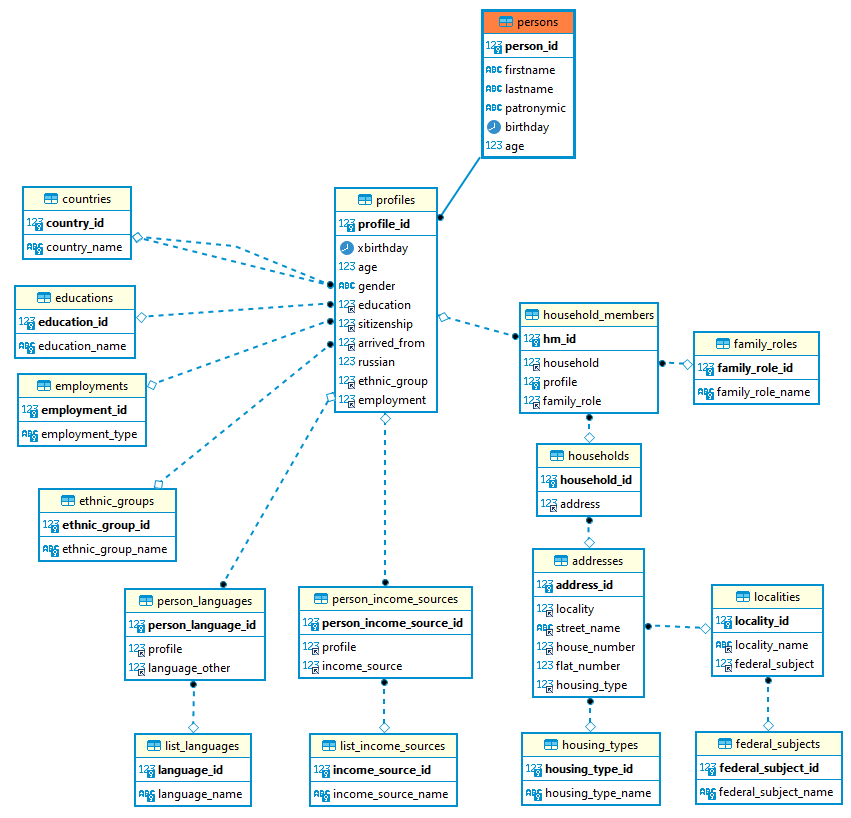 persons
123 person_id
ABC firstname
ABC lastname
ABC patronymic
birthday
123 age
countries
123 country_id
ABC country_name
profiles
123 profile_id
xbirthday
123 age
ABC gender
123 education
123 sitizenship
123 arrived_from
123 russian
123 ethnic_group
123 employment
educations
123 education_id
ABC education_name
household_members
123 hm_id
123 household
123 profile
123 family_role
family_roles
123 family_role_id
ABC family_role_name
employments
123 employment_id
ABC employment_type
households
123 household_id
123 address
ethnic_groups
123 ethnic_group_id
ABC ethnic_group_name
addresses
123 address_id
123 locality
ABC street_name
123 house_number
123 flat_number
123 housing_type
person_languages
123 person_language_id
123 profile
123 language_other
person_income_sources
123 person_income_source_id
123 profile
123 income_source
localities
123 locality_id
ABC locality_name
123 federal_subject
list_languages
123 language_id
ABC language_name
list_income_sources
123 income_source_id
ABC income_source_name
housing_types
123 housing_type_id
ABC housing_type_name
federal_subjects
123 federal_subject_id
ABC federal_subject_name